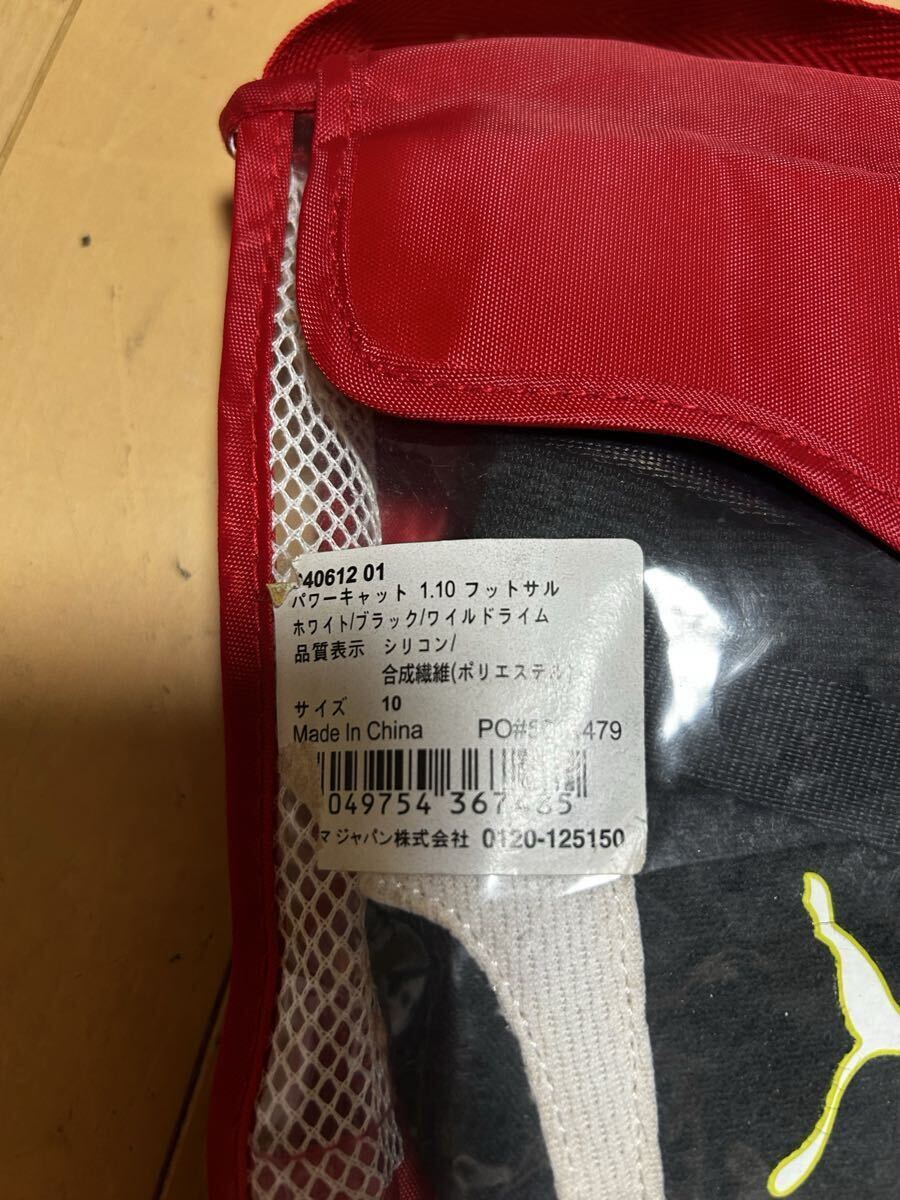 40612 01
パワーキャット 1.10 フットサル
ホワイト/ブラック/ワイルドライム
品質表示 シリコン/
合成繊維(ポリエステル)
サイズ 10
Made In China
049754
マ ジャパン株式会社 0120-125150